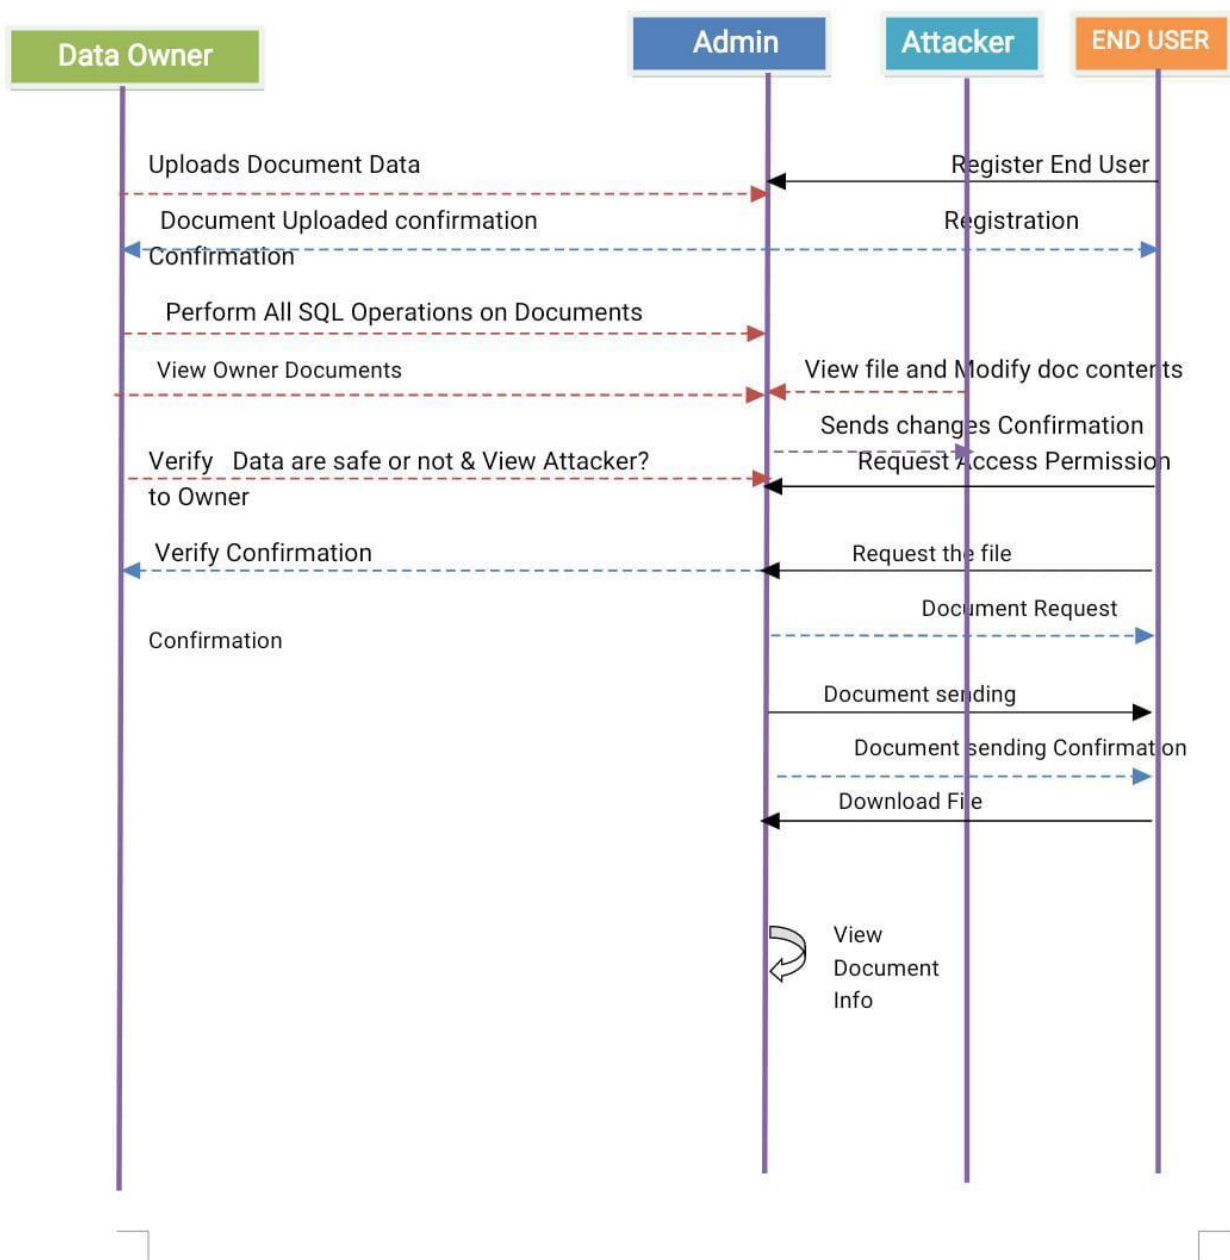 Data Owner
Admin
Attacker
END USER
Uploads Document Data
Register End User
Document Uploaded confirmation
Registration
Confirmation
Perform All SQL Operations on Documents
View Owner Documents
View file and Modify doc contents
Sends changes Confirmation
Verify Data are safe or not & View Attacker?
Request Access Permission
to Owner
Verify Confirmation
Request the file
Document Request
Confirmation
Document sending
Document sending Confirmation
Download File
View
Document
Info